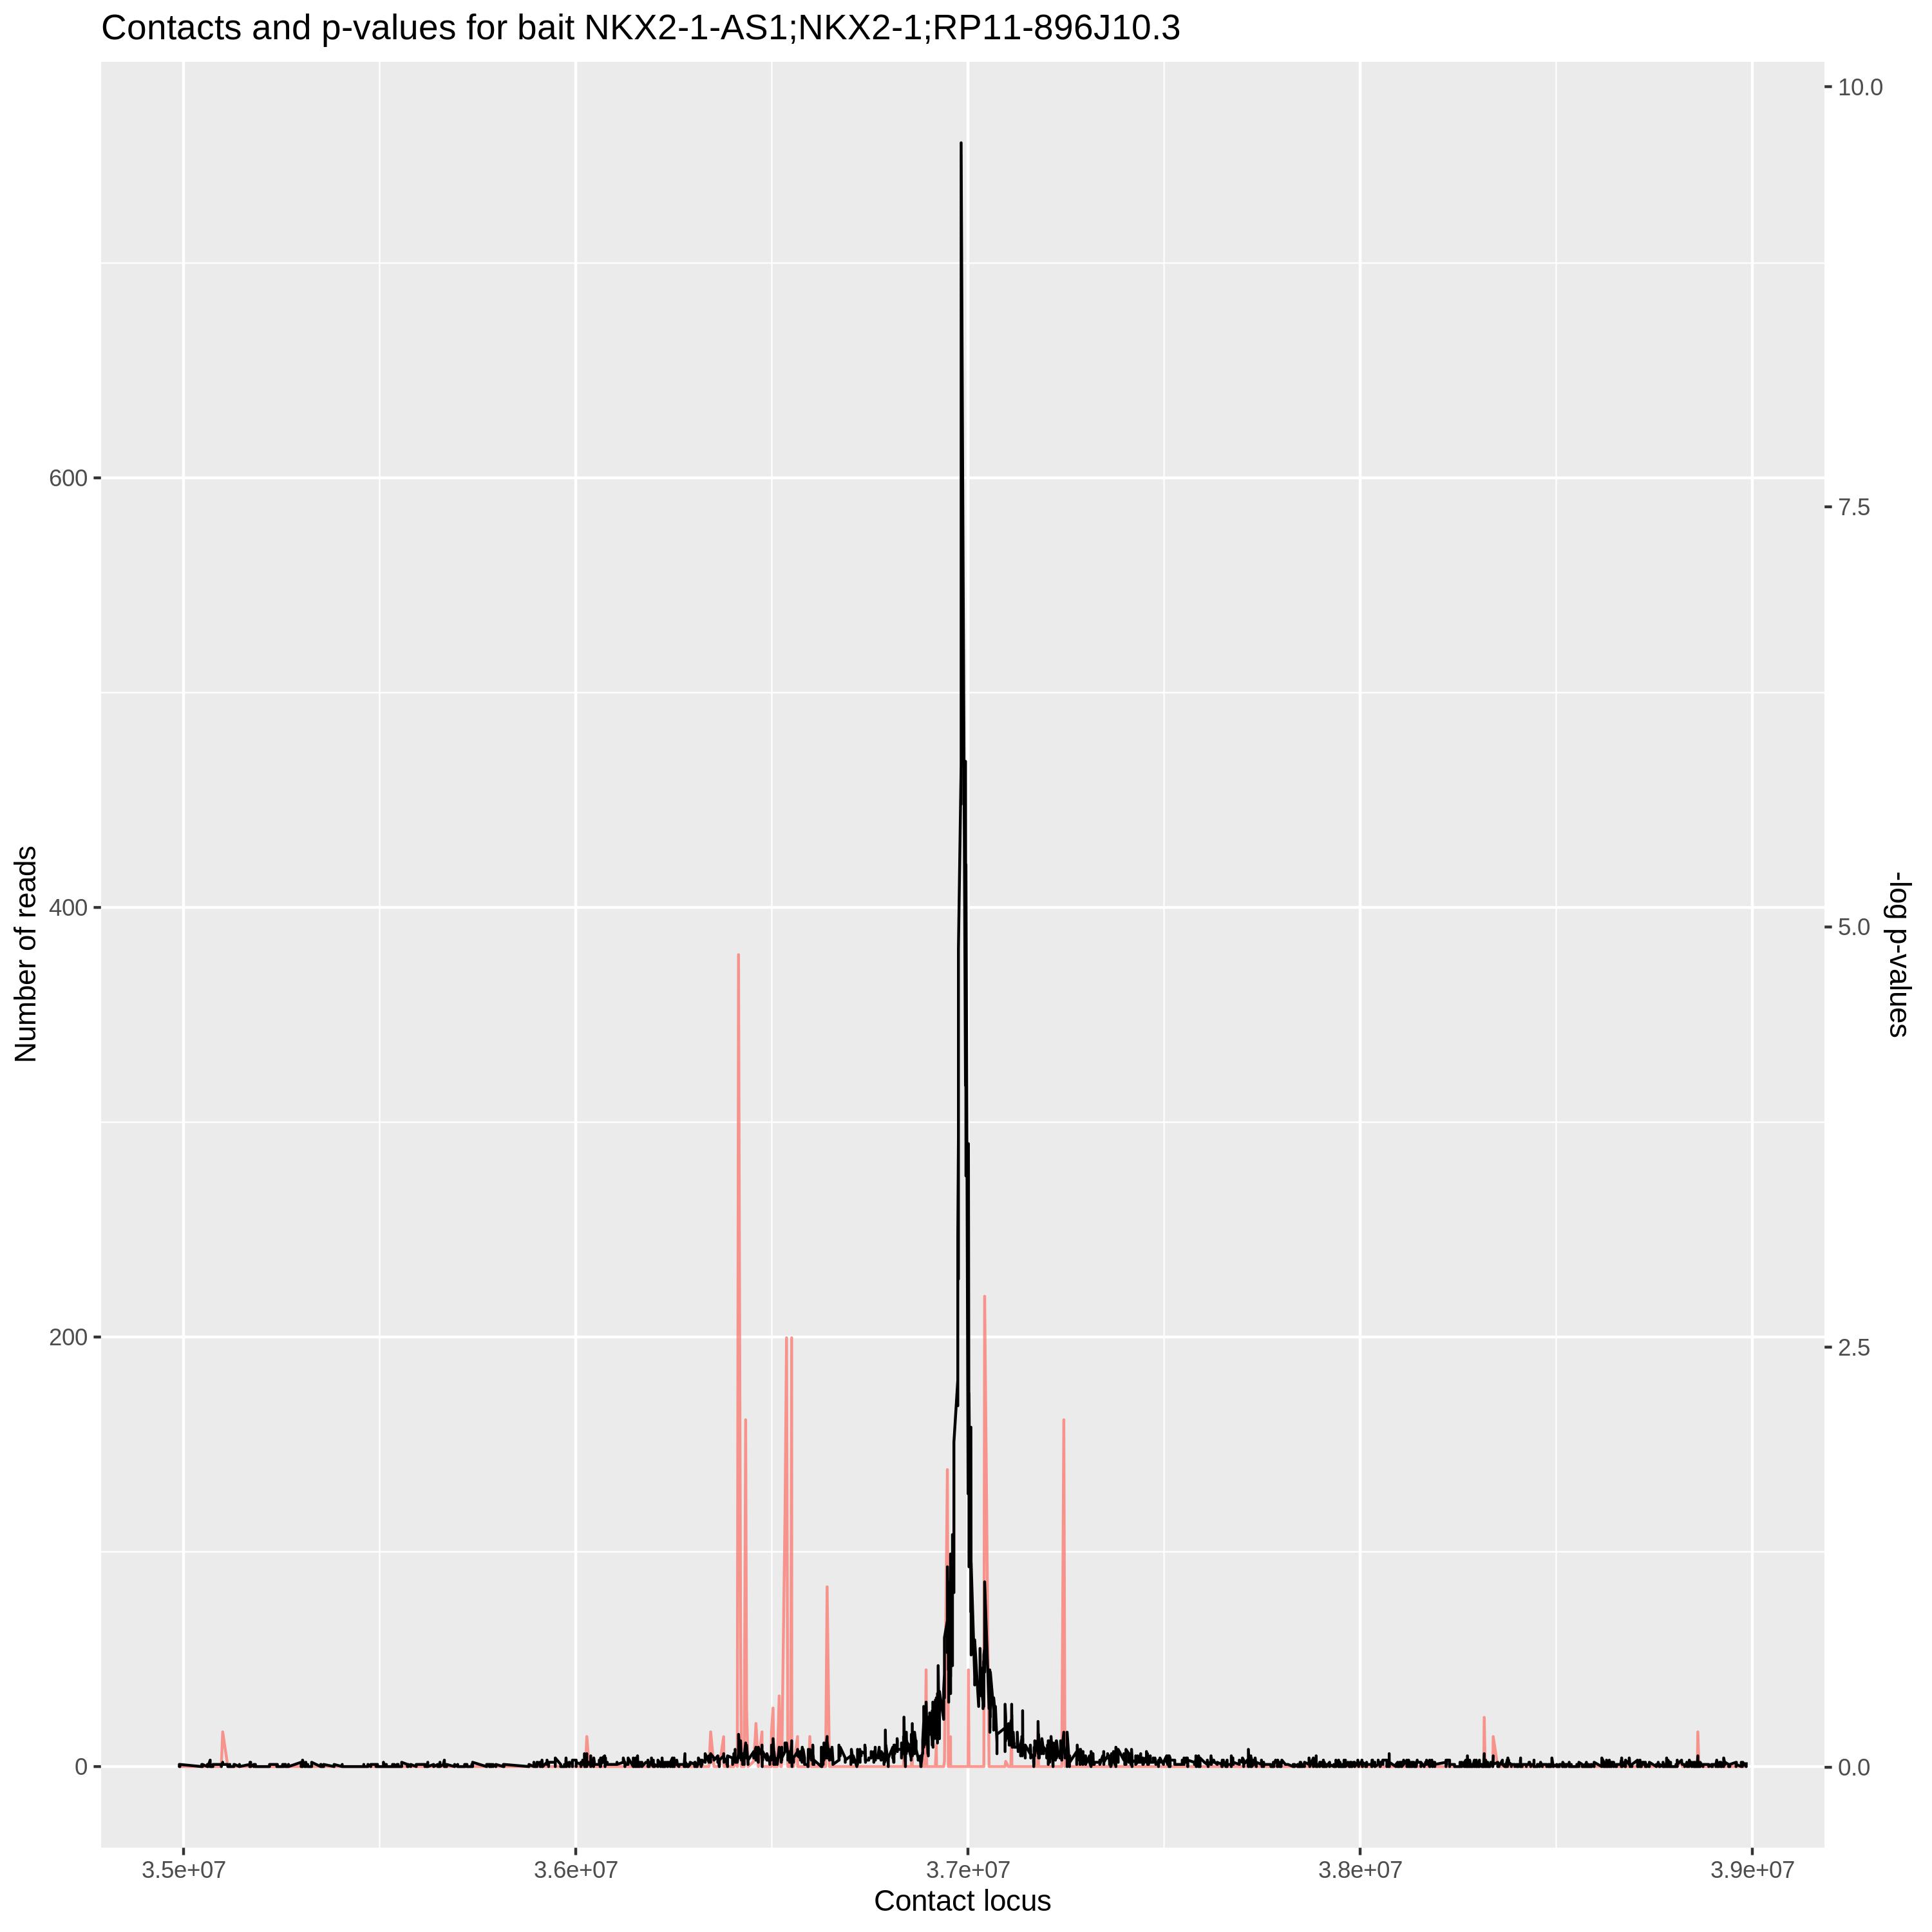 Contacts and p-values for bait NKX2-1-AS1;NKX2-1;RP11-896J10.3
10.0
7.5
5.0
2.5
0.0
-log p-values
600
400
200
0
Number of reads
3.5e+07 3.6e+07 3.7e+07 3.8e+07 3.9e+07
Contact locus